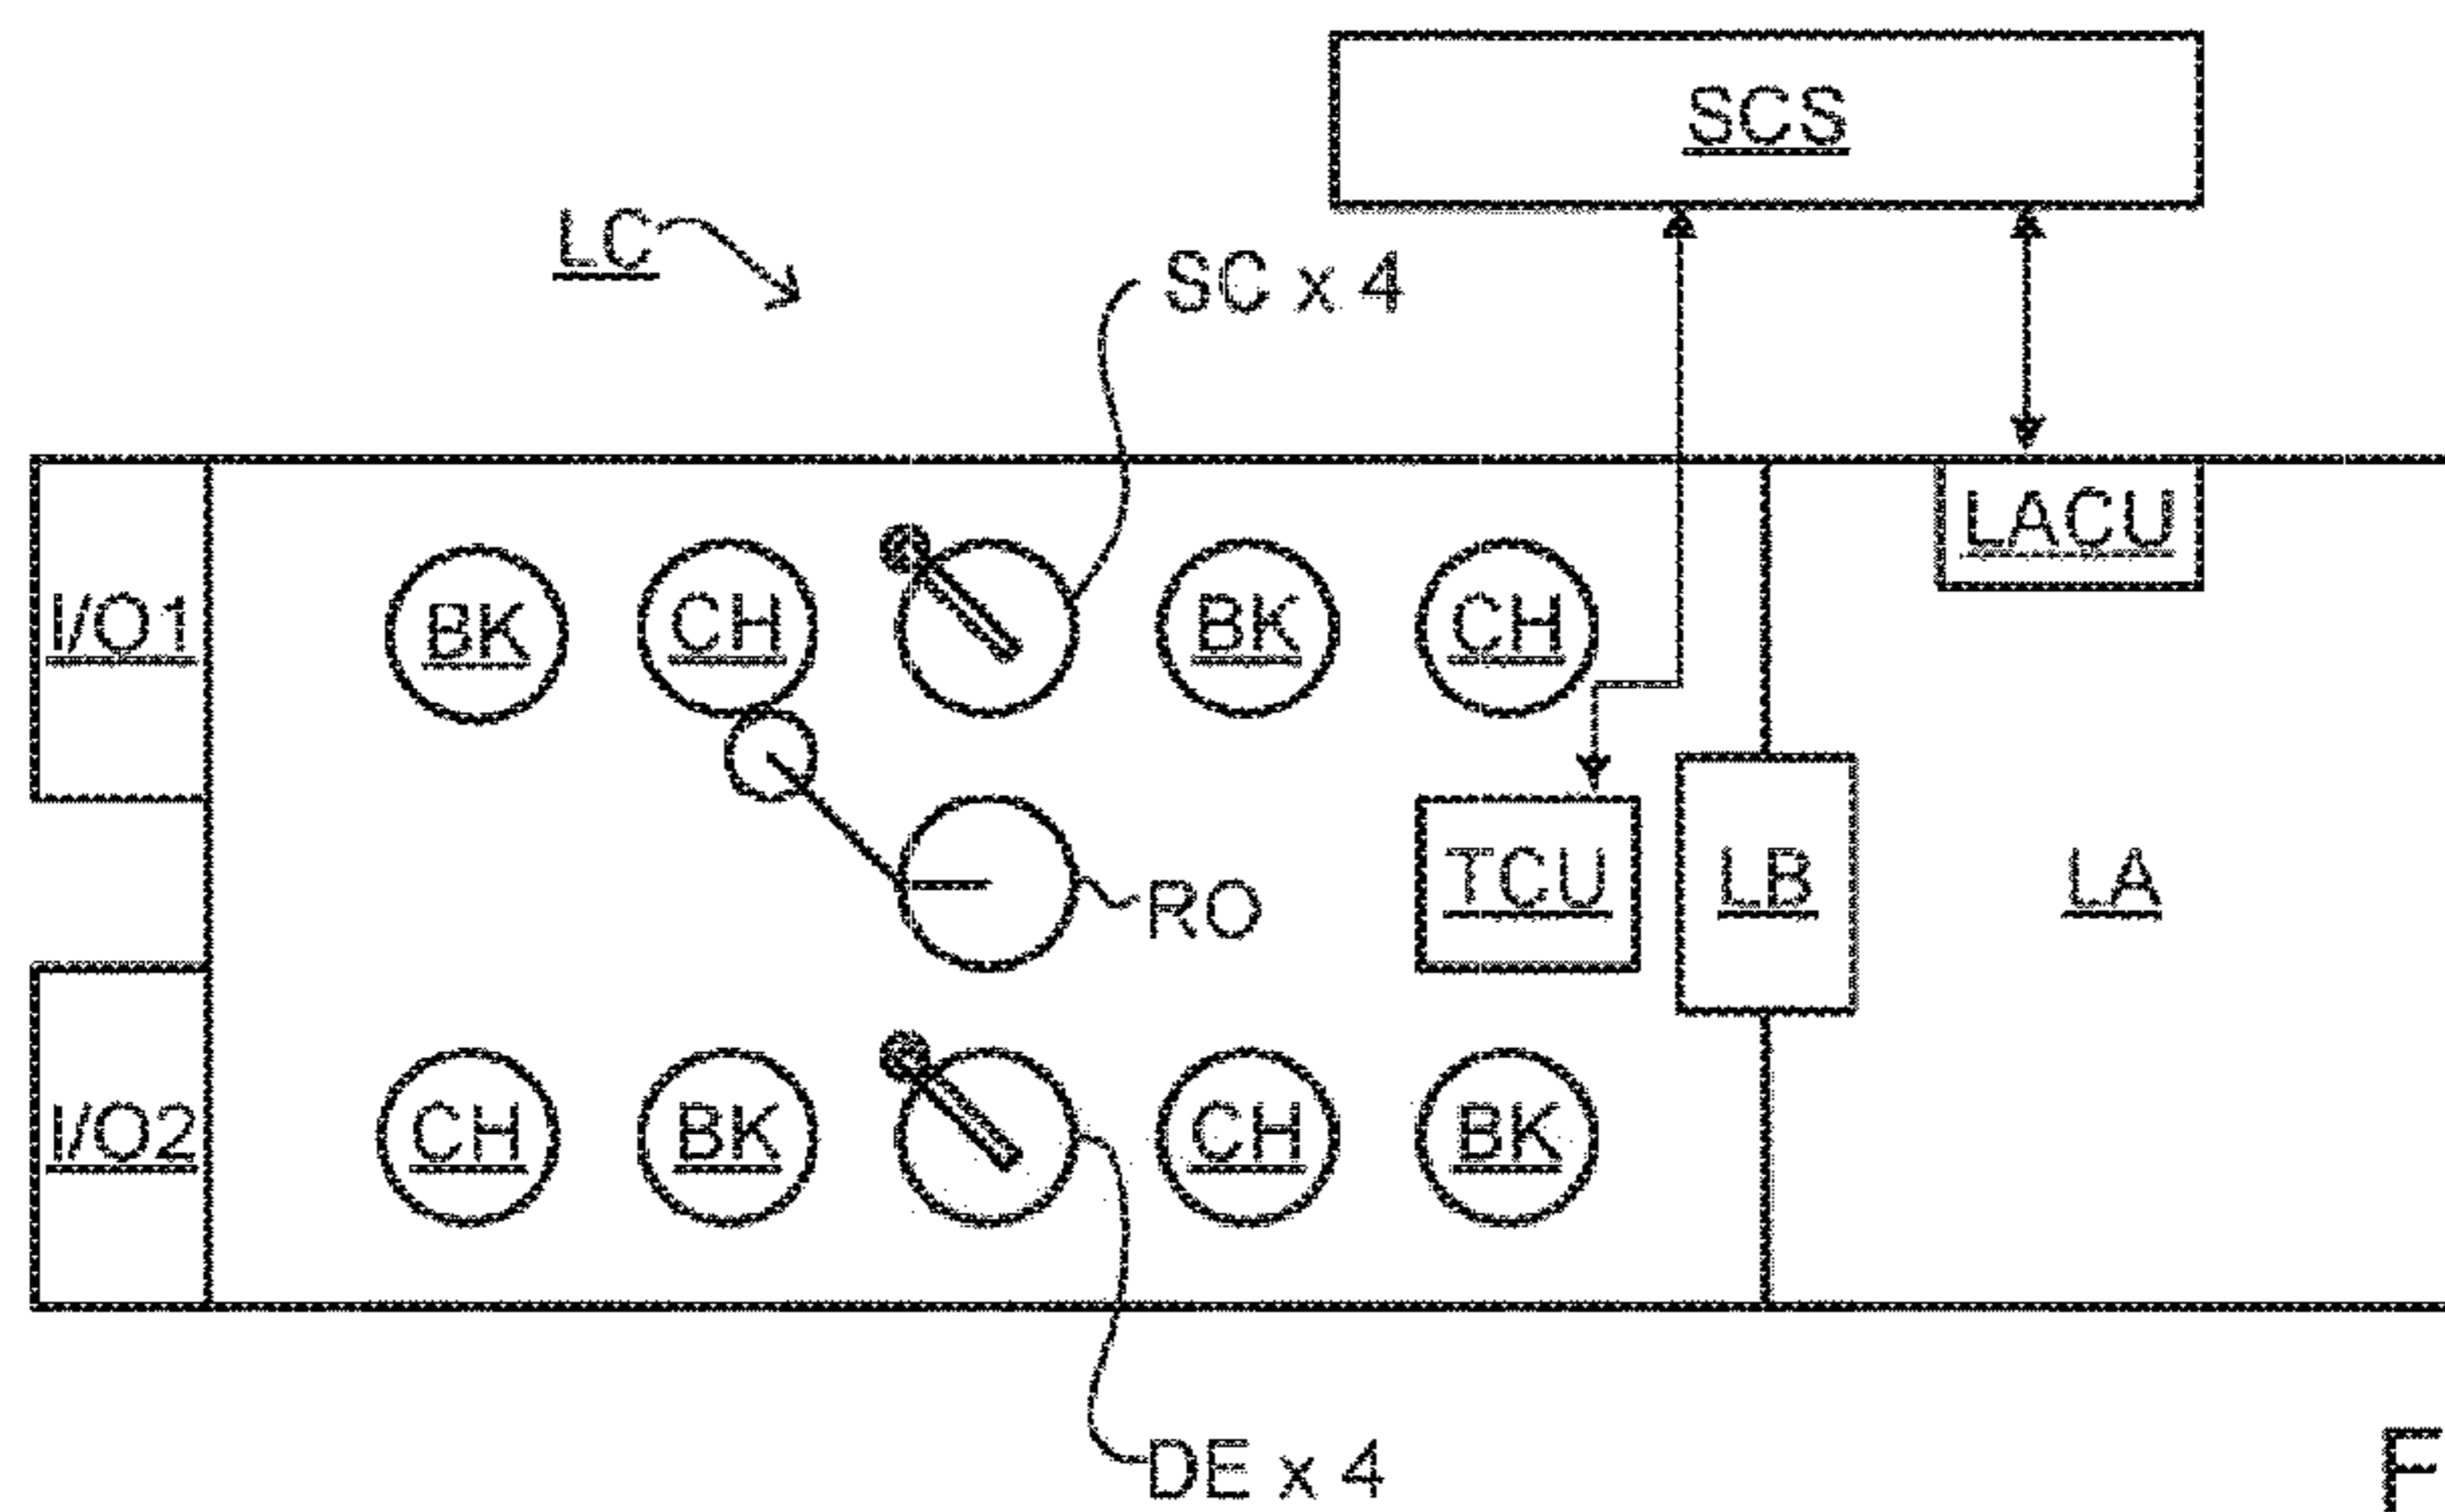 SCS
LC
SC x 4
LACU
I/O1
BK
CH
BK
CH
RO
TCU
LB
LA
I/O2
CH
BK
CH
BK
DE x 4
F